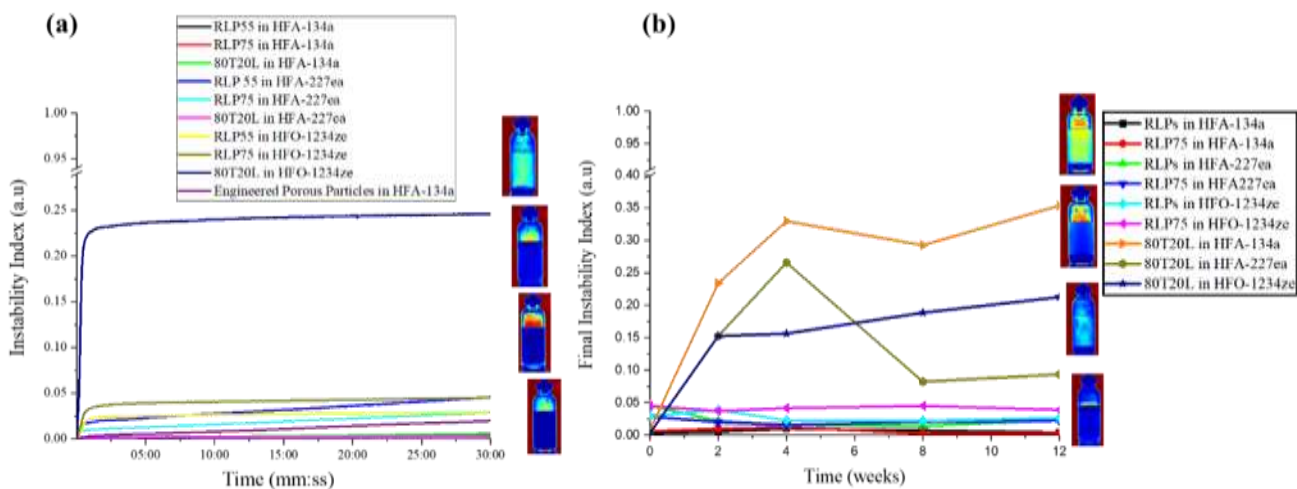 (a)
RLP55 in HFA-134a
RLP75 in HFA-134a
80T20L in HFA-134a
RLP 55 in HFA-227ea
RLP75 in HFA-227ea
80T20L in HFA-227ea
RLP55 in HFO-1234ze
RLP75 in HFO-1234ze
80T20L in HFO-1234ze
Engineered Porous Particles in HFA-134a
1.00
0.95
0.25
0.20
0.15
0.10
0.05
0.00
Instability Index (a.u)
05:00
10:00
15:00
20:00
25:00
30:00
Time (mm:ss)
(b)
RLPs in HFA-134a
RLP75 in HFA-134a
RLPs in HFA-227ea
RLP75 in HFA227ea
RLPs in HFO-1234ze
RLP75 in HFO-1234ze
80T20L in HFA-134a
80T20L in HFA-227ea
80T20L in HFO-1234ze
1.00
0.95
0.40
0.35
0.30
0.25
0.20
0.15
0.10
0.05
0.00
Final Instability Index (a.u)
0
2
4
6
8
10
12
Time (weeks)